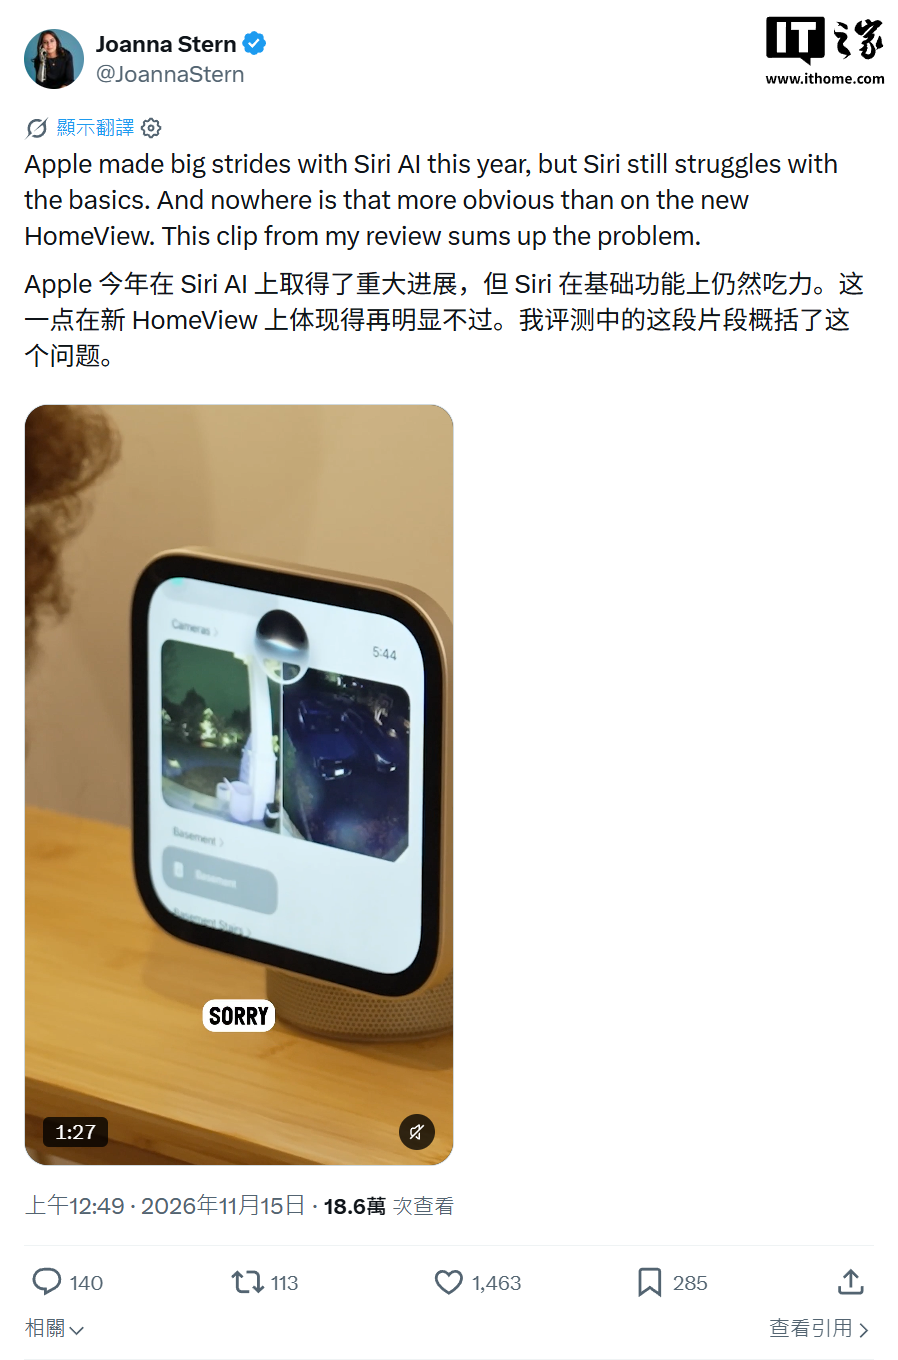 Joanna Stern
@JoannaStern
IT之家
www.ithome.com
顯示翻譯
Apple made big strides with Siri AI this year, but Siri still struggles with
the basics. And nowhere is that more obvious than on the new
HomeView. This clip from my review sums up the problem.
Apple 今年在 Siri AI 上取得了重大进展，但 Siri 在基础功能上仍然吃力。这
一点在新 HomeView 上体现得再明显不过。我评测中的这段片段概括了这
个问题。
Cameras
5:44
Basement
Basement
Basement Stairs
SORRY
1:27
上午12:49 · 2026年11月15日 · 18.6萬 次查看
140 113 1,463 285
相關 查看引用